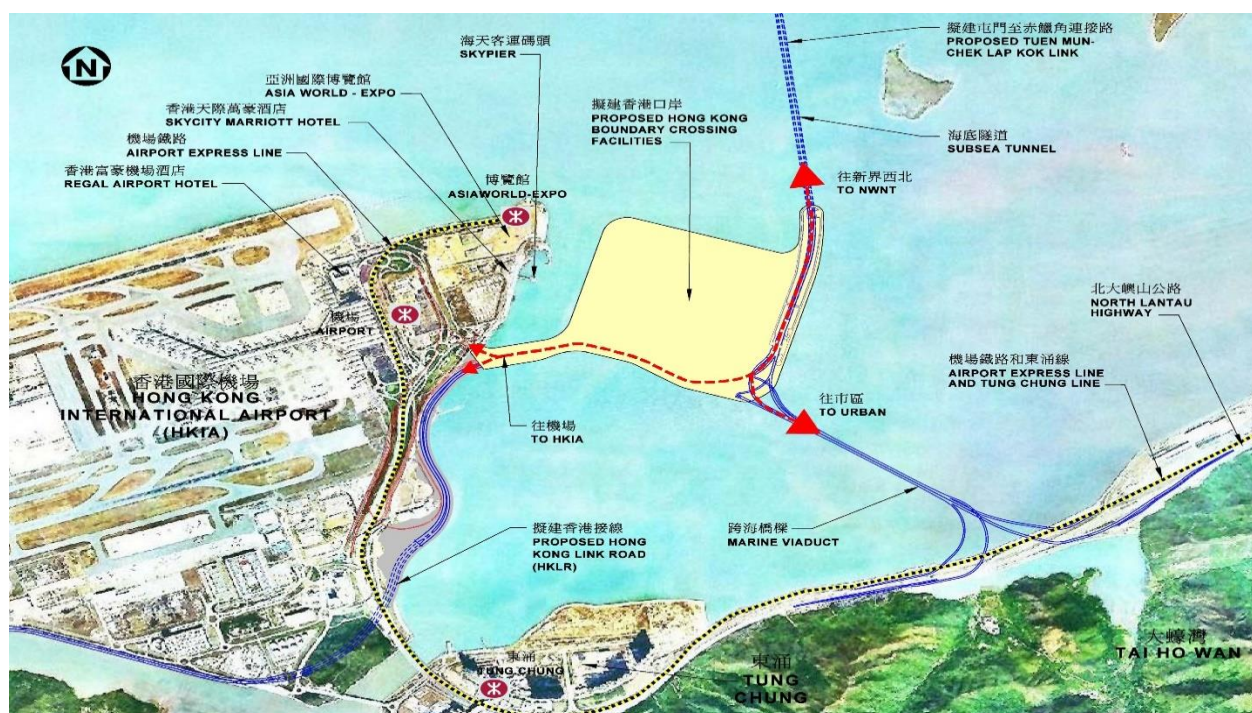 N
擬建屯門至赤鱲角連接路
PROPOSED TUEN MUN-
CHEK LAP KOK LINK
海天客運碼頭
SKYPIER
亞洲國際博覽館
ASIA WORLD - EXPO
香港天際萬豪酒店
SKYCITY MARRIOTT HOTEL
機場鐵路
AIRPORT EXPRESS LINE
香港富豪機場酒店
REGAL AIRPORT HOTEL
擬建香港口岸
PROPOSED HONG KONG
BOUNDARY CROSSING
FACILITIES
海底隧道
SUBSEA TUNNEL
博覽館
ASIAWORLD-EXPO
往新界西北
TO NWNT
北大嶼山公路
NORTH LANTAU
HIGHWAY
機場
AIRPORT
機場鐵路和東涌線
AIRPORT EXPRESS LINE
AND TUNG CHUNG LINE
香港國際機場
HONG KONG
INTERNATIONAL AIRPORT
(HKIA)
往機場
TO HKIA
往市區
TO URBAN
擬建香港接線
PROPOSED HONG
KONG LINK ROAD
(HKLR)
跨海橋樑
MARINE VIADUCT
東涌
TUNG CHUNG
東涌
TUNG
CHUNG
大蠔灣
TAI HO WAN